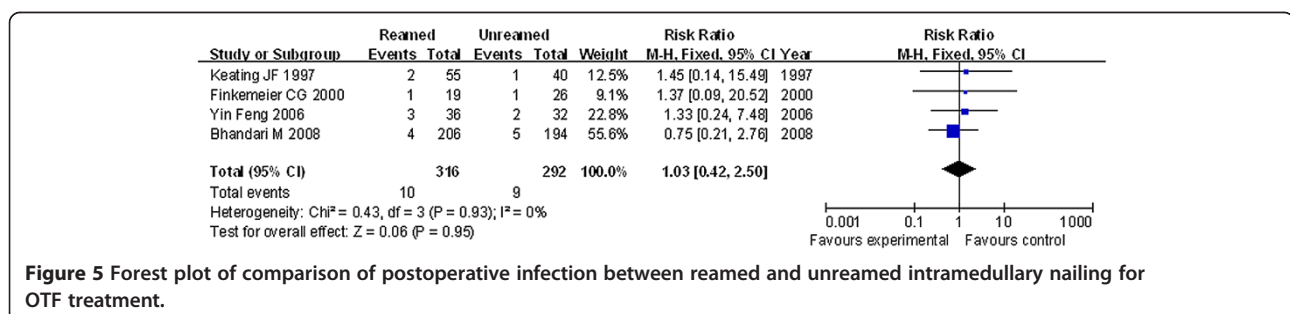 Reamed Unreamed Risk Ratio Risk Ratio
Study or Subgroup Events Total Events Total Weight M-H, Fixed, 95% CI Year M-H, Fixed, 95% CI
Keating JF 1997 2 55 1 40 12.5% 1.45 [0.14, 15.49] 1997
Finkemeier CG 2000 1 19 1 26 9.1% 1.37 [0.09, 20.52] 2000
Yin Feng 2006 3 36 2 32 22.8% 1.33 [0.24, 7.48] 2006
Bhandari M 2008 4 206 5 194 55.6% 0.75 [0.21, 2.76] 2008
Total (95% CI) 316 292 100.0% 1.03 [0.42, 2.50]
Total events 10 9
Heterogeneity: Chi² = 0.43, df = 3 (P = 0.93); I² = 0%
Test for overall effect: Z = 0.06 (P = 0.95)
0.001 0.1 1 10 1000
Favours experimental Favours control
Figure 5 Forest plot of comparison of postoperative infection between reamed and unreamed intramedullary nailing for
OTF treatment.